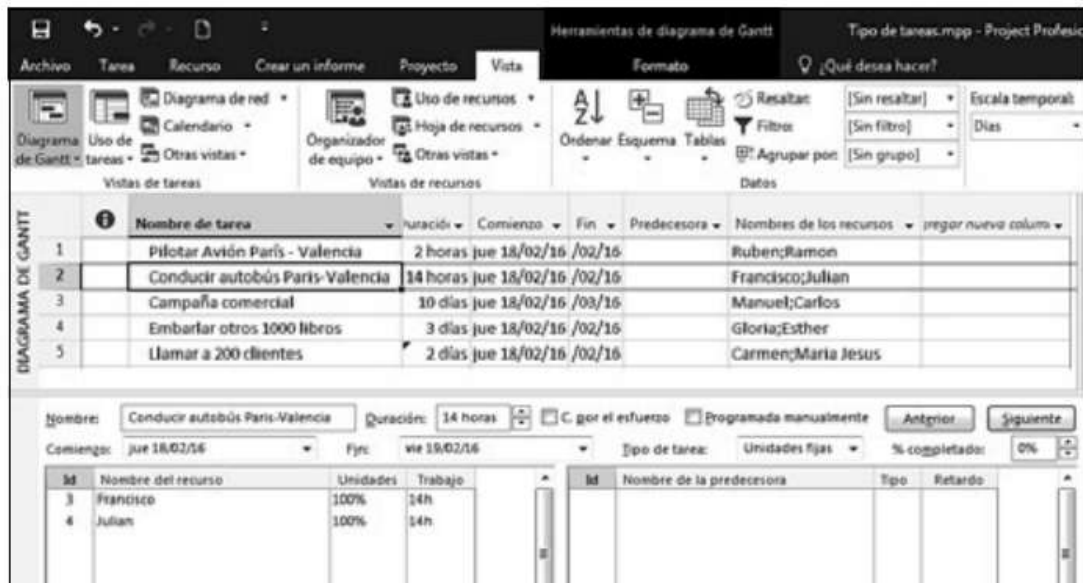 Herramientas de diagrama de Gantt Tipo de tareas.mpp - Project Profesio
Archivo Tarea Recurso Crear un informe Proyecto Vista Formato ¿Qué desea hacer?
Diagrama de Gantt Uso de tareas Diagrama de red Calendario Otras vistas
Organizador de equipo Uso de recursos Hoja de recursos Otras vistas
Ordenar Esquema Tablas
Resaltar: [Sin resaltar] Escala temporal:
Filtro: [Sin filtro] Días
Agrupar por: [Sin grupo]
Vistas de tareas Vistas de recursos Datos
DIAGRAMA DE GANTT
Nombre de tarea uración Comienzo Fin Predecesora Nombres de los recursos gregar nueva colum
1 Pilotar Avión París - Valencia 2 horas jue 18/02/16 /02/16 Ruben;Ramon
2 Conducir autobús Paris-Valencia 14 horas jue 18/02/16 /02/16 Francisco;Julian
3 Campaña comercial 10 días jue 18/02/16 /03/16 Manuel;Carlos
4 Embarlar otros 1000 libros 3 días jue 18/02/16 /02/16 Gloria;Esther
5 Llamar a 200 clientes 2 días jue 18/02/16 /02/16 Carmen;Maria Jesus
Nombre: Conducir autobús Paris-Valencia Duración: 14 horas C. por el esfuerzo Programada manualmente Anterior Siguiente
Comienzo: jue 18/02/16 Fin: vie 19/02/16 Tipo de tarea: Unidades fijas % completado: 0%
Id Nombre del recurso Unidades Trabajo Id Nombre de la predecesora Tipo Retardo
3 Francisco 100% 14h
4 Julian 100% 14h